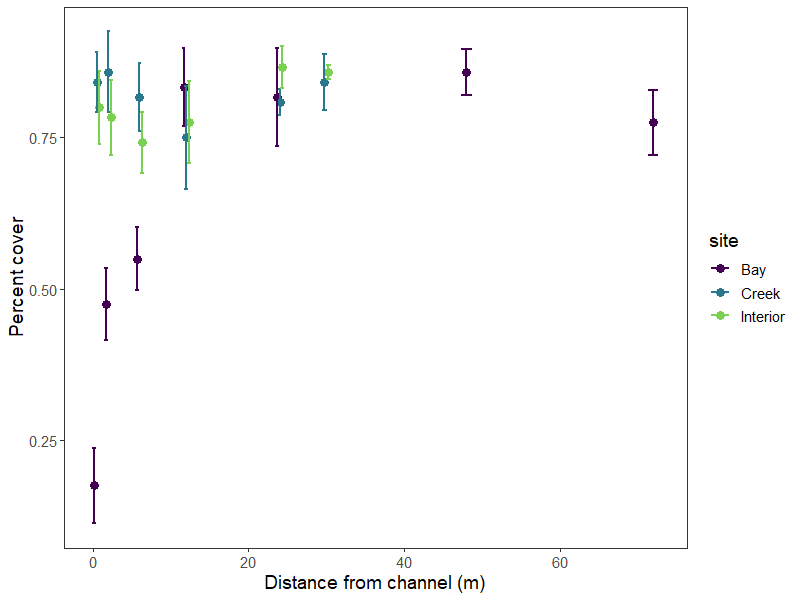 0.75
0.50
0.25
Percent cover
0 20 40 60
Distance from channel (m)
site
Bay
Creek
Interior